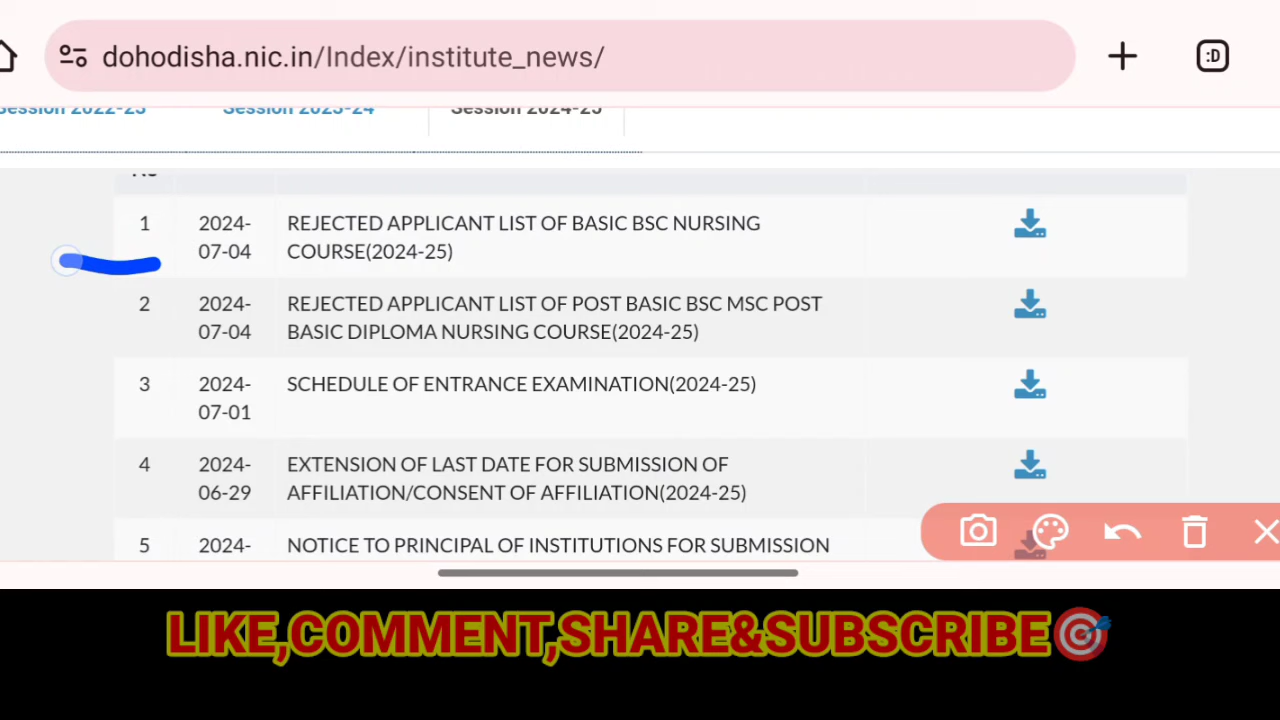 dohodisha.nic.in/Index/institute_news/
:D
Session 2022-23 Session 2023-24 Session 2024-25
No
1 2024- REJECTED APPLICANT LIST OF BASIC BSC NURSING
07-04 COURSE(2024-25)
2 2024- REJECTED APPLICANT LIST OF POST BASIC BSC MSC POST
07-04 BASIC DIPLOMA NURSING COURSE(2024-25)
3 2024- SCHEDULE OF ENTRANCE EXAMINATION(2024-25)
07-01
4 2024- EXTENSION OF LAST DATE FOR SUBMISSION OF
06-29 AFFILIATION/CONSENT OF AFFILIATION(2024-25)
5 2024- NOTICE TO PRINCIPAL OF INSTITUTIONS FOR SUBMISSION
LIKE,COMMENT,SHARE&SUBSCRIBE